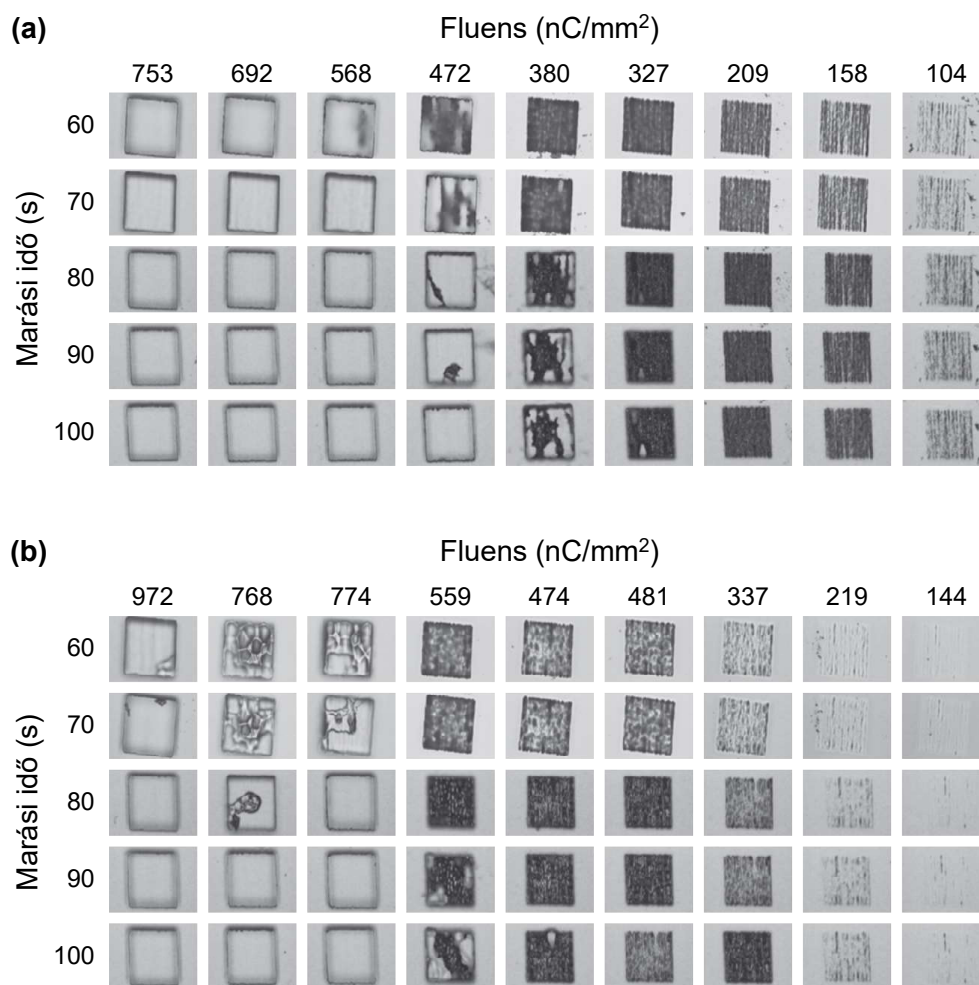 (a) Fluens (nC/mm²)
753 692 568 472 380 327 209 158 104
Marási idő (s)
60
70
80
90
100
(b) Fluens (nC/mm²)
972 768 774 559 474 481 337 219 144
Marási idő (s)
60
70
80
90
100